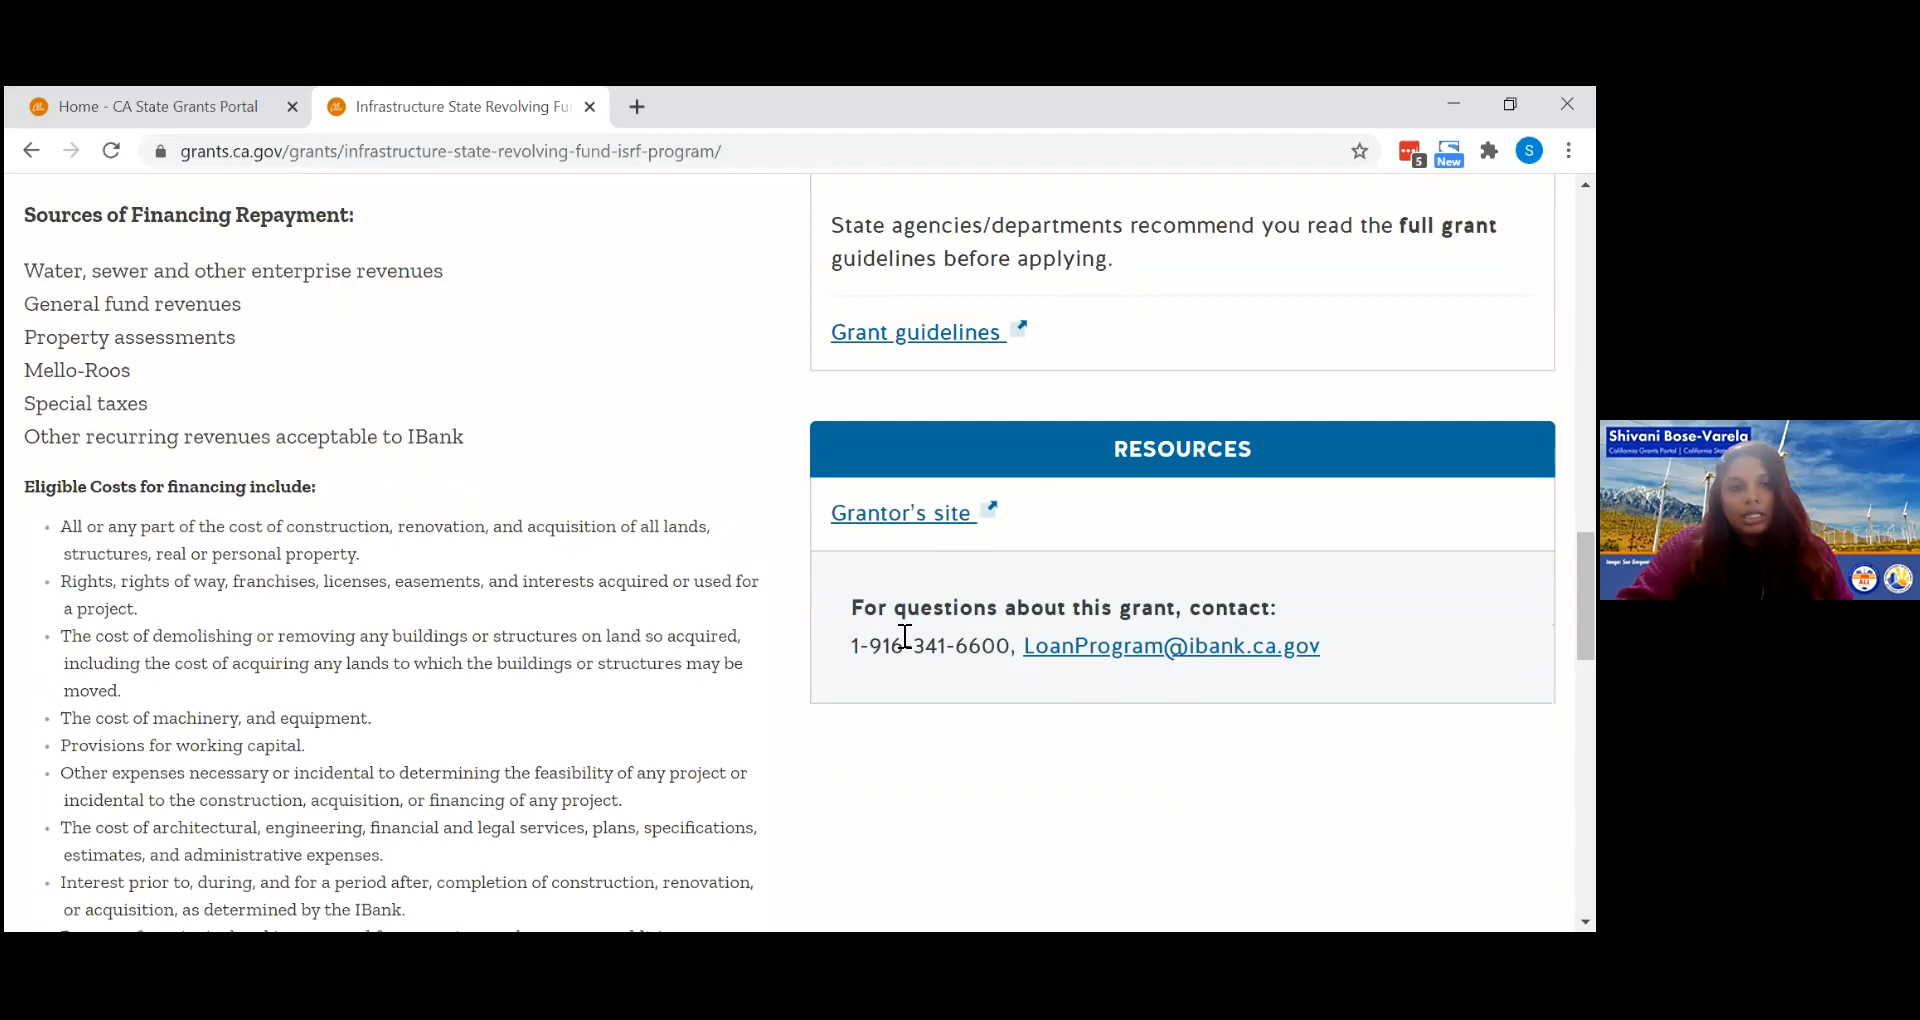 Home - CA State Grants Portal
Infrastructure State Revolving Fu
grants.ca.gov/grants/infrastructure-state-revolving-fund-isrf-program/
5
New
S
Sources of Financing Repayment:
Water, sewer and other enterprise revenues
General fund revenues
Property assessments
Mello-Roos
Special taxes
Other recurring revenues acceptable to IBank
Eligible Costs for financing include:
• All or any part of the cost of construction, renovation, and acquisition of all lands,
structures, real or personal property.
• Rights, rights of way, franchises, licenses, easements, and interests acquired or used for
a project.
• The cost of demolishing or removing any buildings or structures on land so acquired,
including the cost of acquiring any lands to which the buildings or structures may be
moved.
• The cost of machinery, and equipment.
• Provisions for working capital.
• Other expenses necessary or incidental to determining the feasibility of any project or
incidental to the construction, acquisition, or financing of any project.
• The cost of architectural, engineering, financial and legal services, plans, specifications,
estimates, and administrative expenses.
• Interest prior to, during, and for a period after, completion of construction, renovation,
or acquisition, as determined by the IBank.
State agencies/departments recommend you read the full grant
guidelines before applying.
Grant guidelines
RESOURCES
Grantor's site
For questions about this grant, contact:
1-916-341-6600, LoanProgram@ibank.ca.gov
Shivani Bose-Varela
California Grants Portal | California
ALL